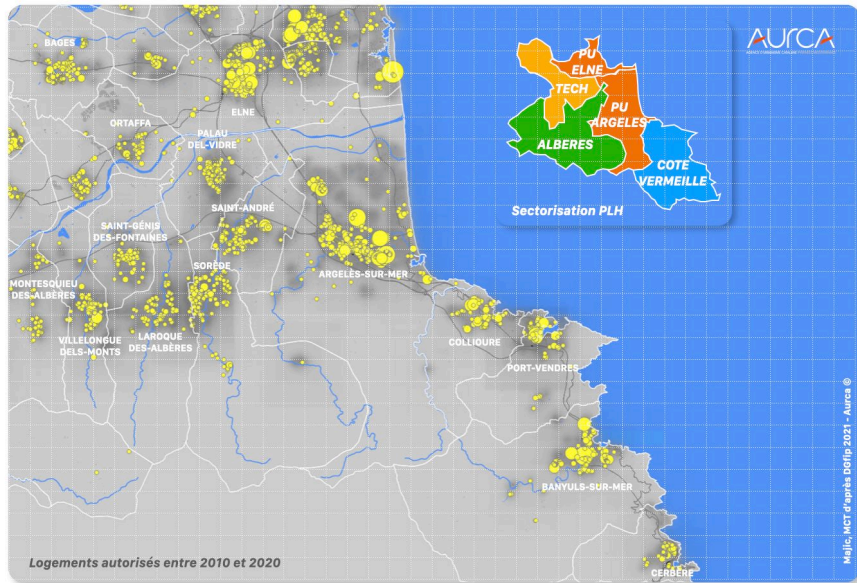 AURCA
BAGES
ELNE
ORTAFFA
PALAU
DEL-VIDRE
SAINT-ANDRÉ
SAINT-GÉNIS
DES-FONTAINES
SORÈDE
MONTESQUIEU
DES-ALBÈRES
VILLELONGUE
DELS-MONTS
LAROQUE
DES-ALBÈRES
ARGELÈS-SUR-MER
COLLIOURE
PORT-VENDRES
BANYULS-SUR-MER
CERBÈRE
PU
ELNE
TECH
PU
ARGELES
ALBERES
COTE
VERMEILLE
Sectorisation PLH
Logements autorisés entre 2010 et 2020
Majic, MCT d'après DGfip 2021 - Aurca ©